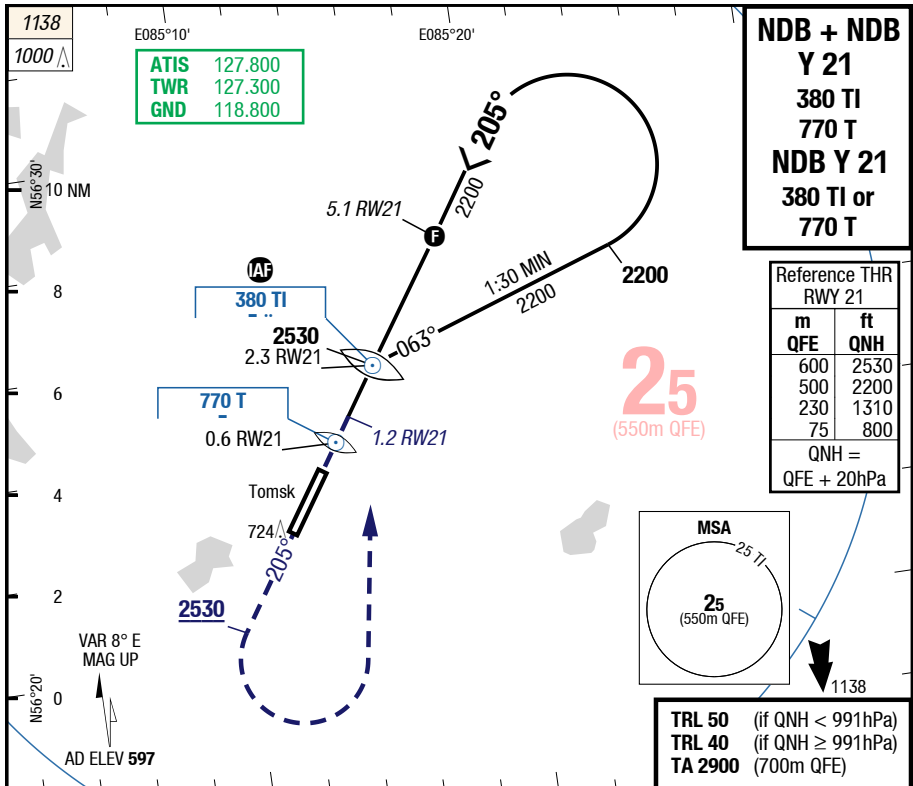 1138
1000
E085°10'
E085°20'
ATIS 127.800
TWR 127.300
GND 118.800
NDB + NDB
Y 21
380 TI
770 T
NDB Y 21
380 TI or
770 T
205°
2200
N56°30'
10 NM
5.1 RW21
F
1:30 MIN
2200
2200
IAF
8
380 TI
2530
2.3 RW21
063°
Reference THR
RWY 21
m ft
QFE QNH
600 2530
500 2200
230 1310
75 800
QNH =
QFE + 20hPa
25
(550m QFE)
6
770 T
0.6 RW21
1.2 RW21
4
Tomsk
724
205°
MSA
25 TI
25
(550m QFE)
2
2530
VAR 8° E
MAG UP
N56°20'
0
1138
AD ELEV 597
TRL 50 (if QNH < 991hPa)
TRL 40 (if QNH ≥ 991hPa)
TA 2900 (700m QFE)